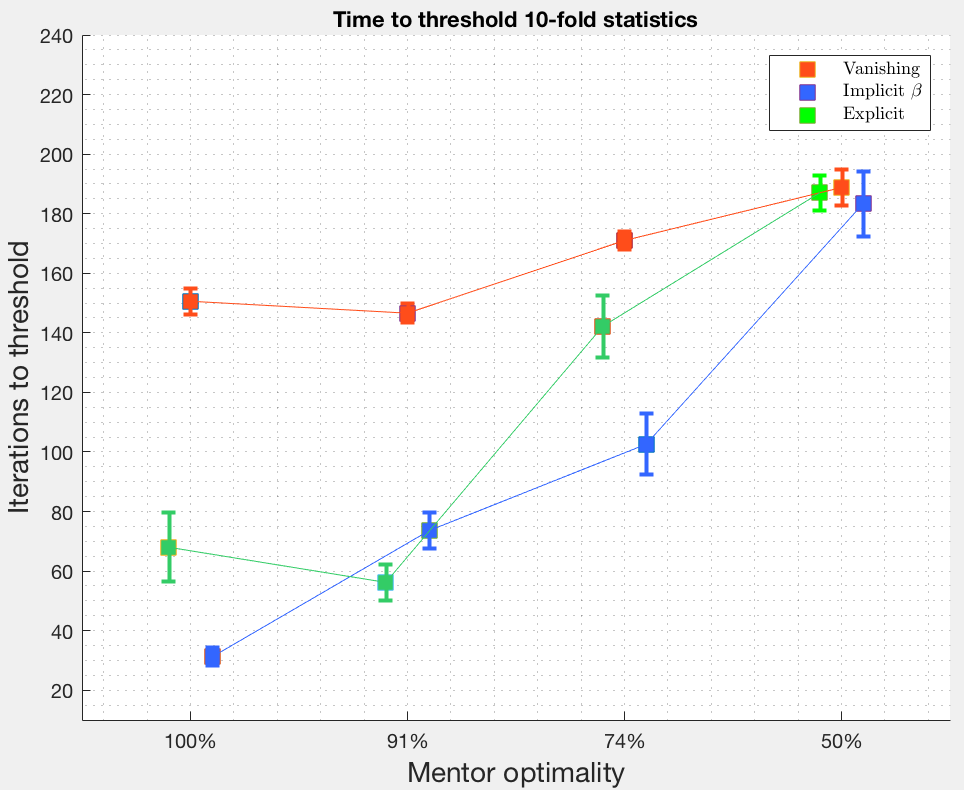 Time to threshold 10-fold statistics
240
220
200
180
160
140
120
100
80
60
40
20
Iterations to threshold
Vanishing
Implicit β
Explicit
100% 91% 74% 50%
Mentor optimality